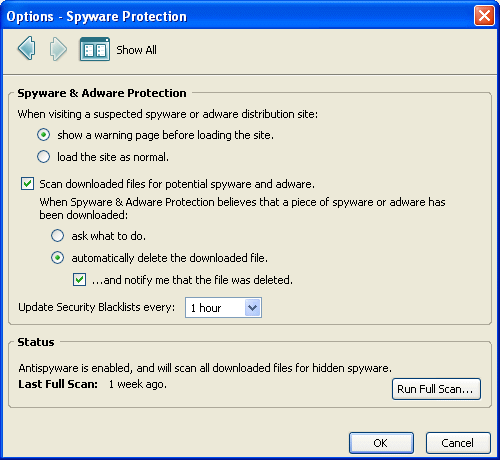 Options - Spyware Protection
Show All
Spyware & Adware Protection
When visiting a suspected spyware or adware distribution site:
show a warning page before loading the site.
load the site as normal.
Scan downloaded files for potential spyware and adware.
When Spyware & Adware Protection believes that a piece of spyware or adware has
been downloaded:
ask what to do.
automatically delete the downloaded file.
...and notify me that the file was deleted.
Update Security Blacklists every: 1 hour
Status
Antispyware is enabled, and will scan all downloaded files for hidden spyware.
Last Full Scan: 1 week ago.
Run Full Scan...
OK Cancel